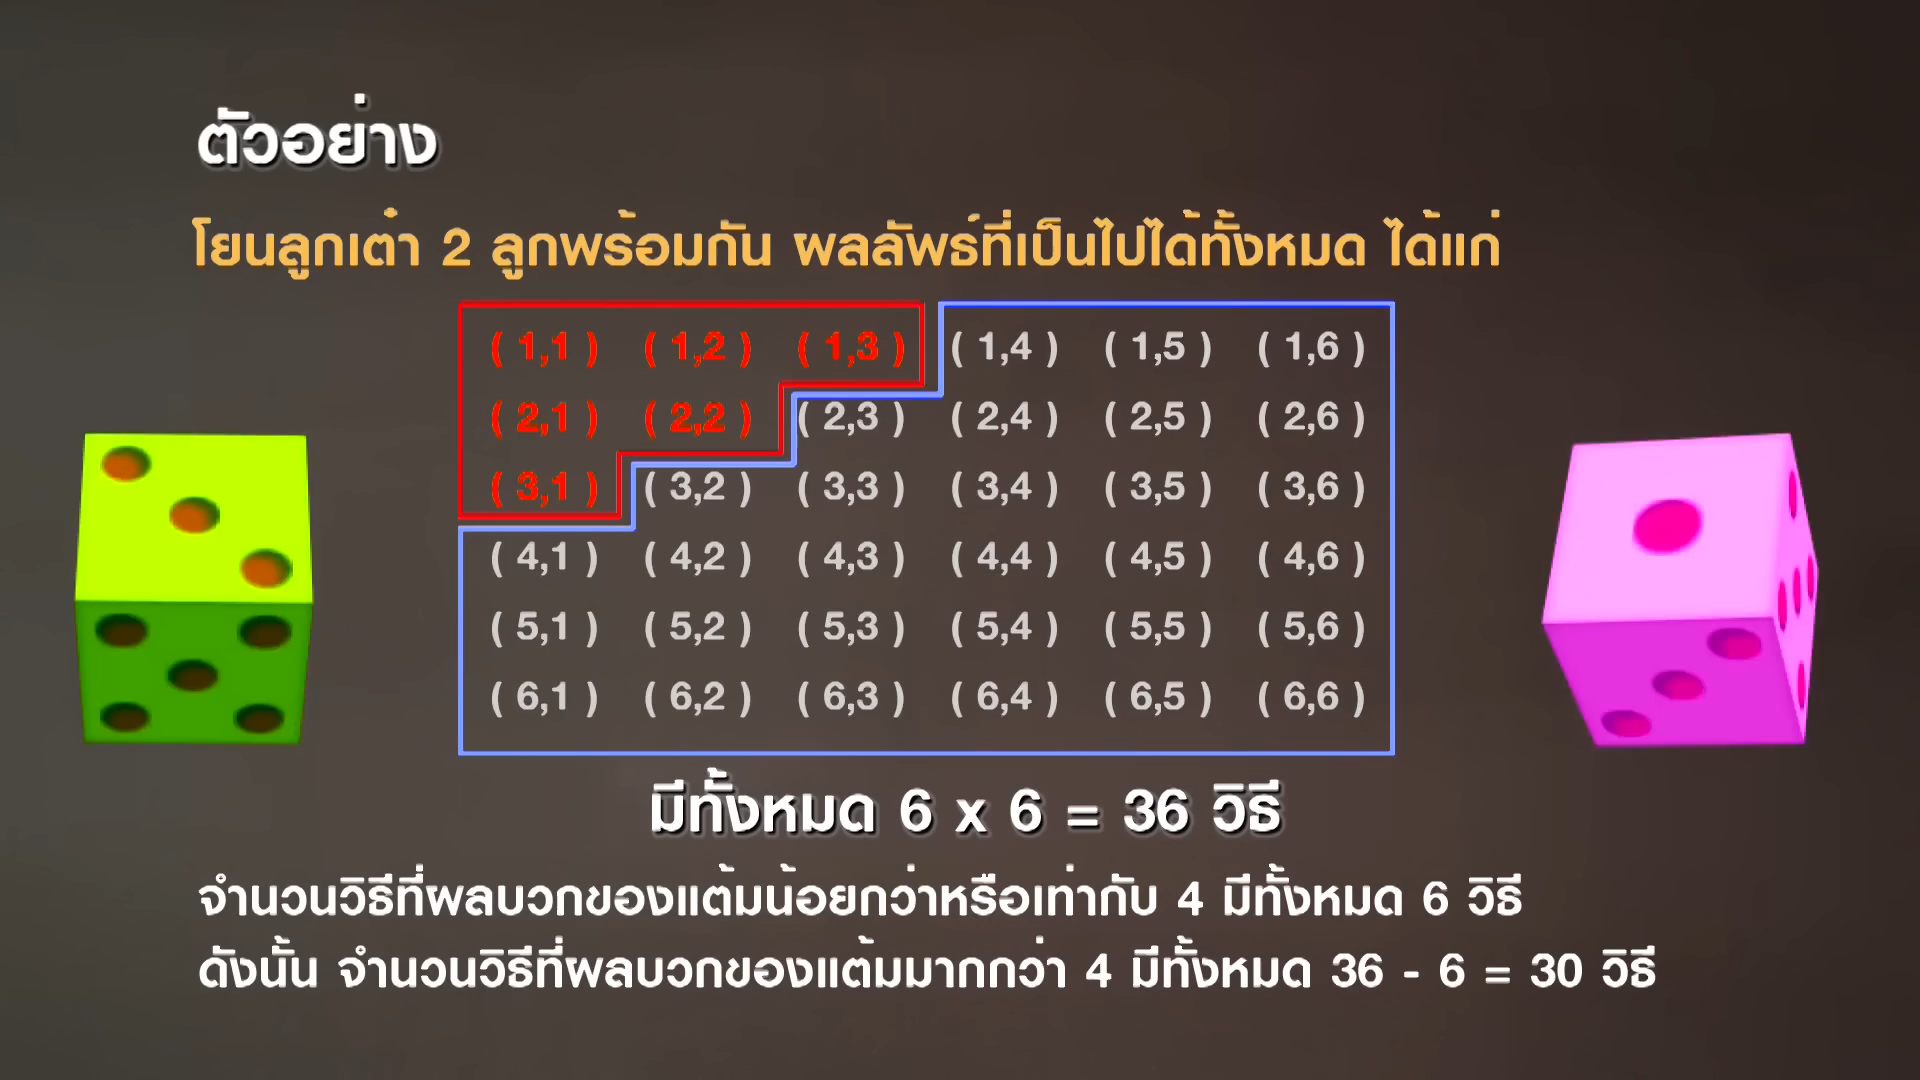 ตัวอย่าง
โยนลูกเต๋า 2 ลูกพร้อมกัน ผลลัพธ์ที่เป็นไปได้ทั้งหมด ได้แก่
( 1,1 ) ( 1,2 ) ( 1,3 ) ( 1,4 ) ( 1,5 ) ( 1,6 )
( 2,1 ) ( 2,2 ) ( 2,3 ) ( 2,4 ) ( 2,5 ) ( 2,6 )
( 3,1 ) ( 3,2 ) ( 3,3 ) ( 3,4 ) ( 3,5 ) ( 3,6 )
( 4,1 ) ( 4,2 ) ( 4,3 ) ( 4,4 ) ( 4,5 ) ( 4,6 )
( 5,1 ) ( 5,2 ) ( 5,3 ) ( 5,4 ) ( 5,5 ) ( 5,6 )
( 6,1 ) ( 6,2 ) ( 6,3 ) ( 6,4 ) ( 6,5 ) ( 6,6 )
มีทั้งหมด 6 x 6 = 36 วิธี
จำนวนวิธีที่ผลบวกของแต้มน้อยกว่าหรือเท่ากับ 4 มีทั้งหมด 6 วิธี
ดังนั้น จำนวนวิธีที่ผลบวกของแต้มมากกว่า 4 มีทั้งหมด 36 - 6 = 30 วิธี